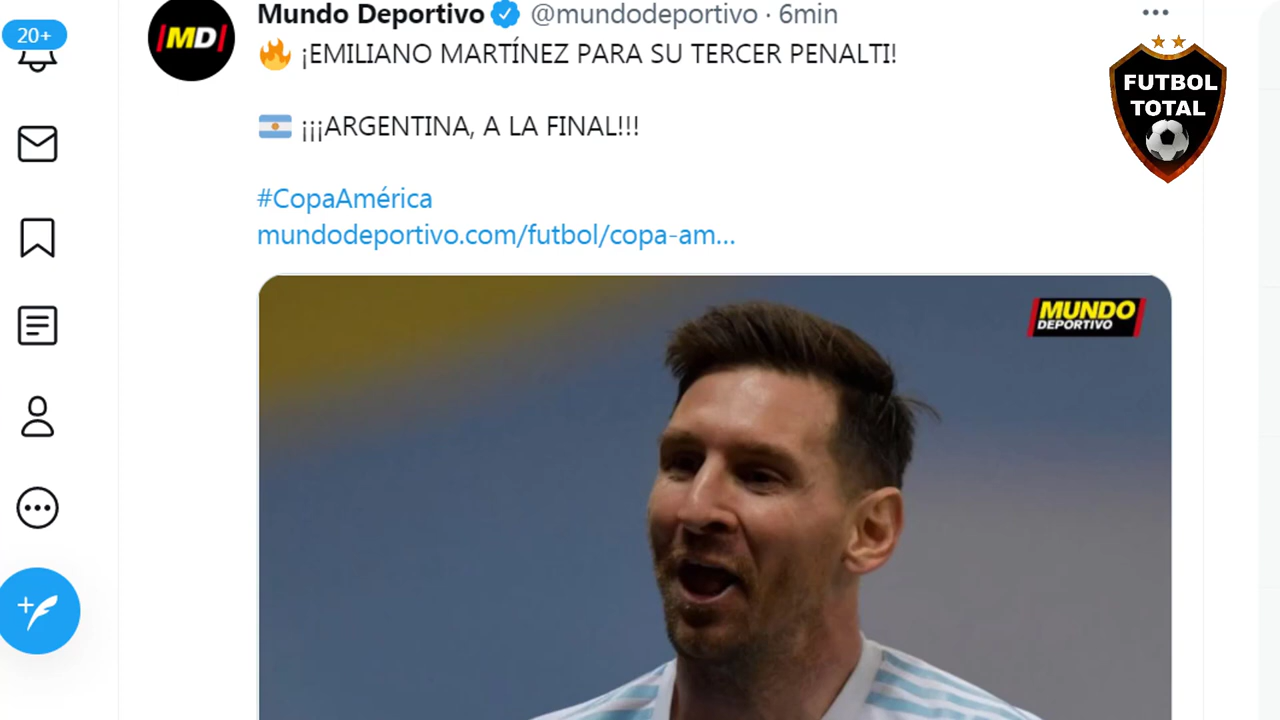 20+
|MD|
Mundo Deportivo @mundodeportivo · 6min
🔥 ¡EMILIANO MARTÍNEZ PARA SU TERCER PENALTI!
🇦🇷 ¡¡¡ARGENTINA, A LA FINAL!!!
#CopaAmérica
mundodeportivo.com/futbol/copa-am...
FUTBOL
TOTAL
MUNDO
DEPORTIVO